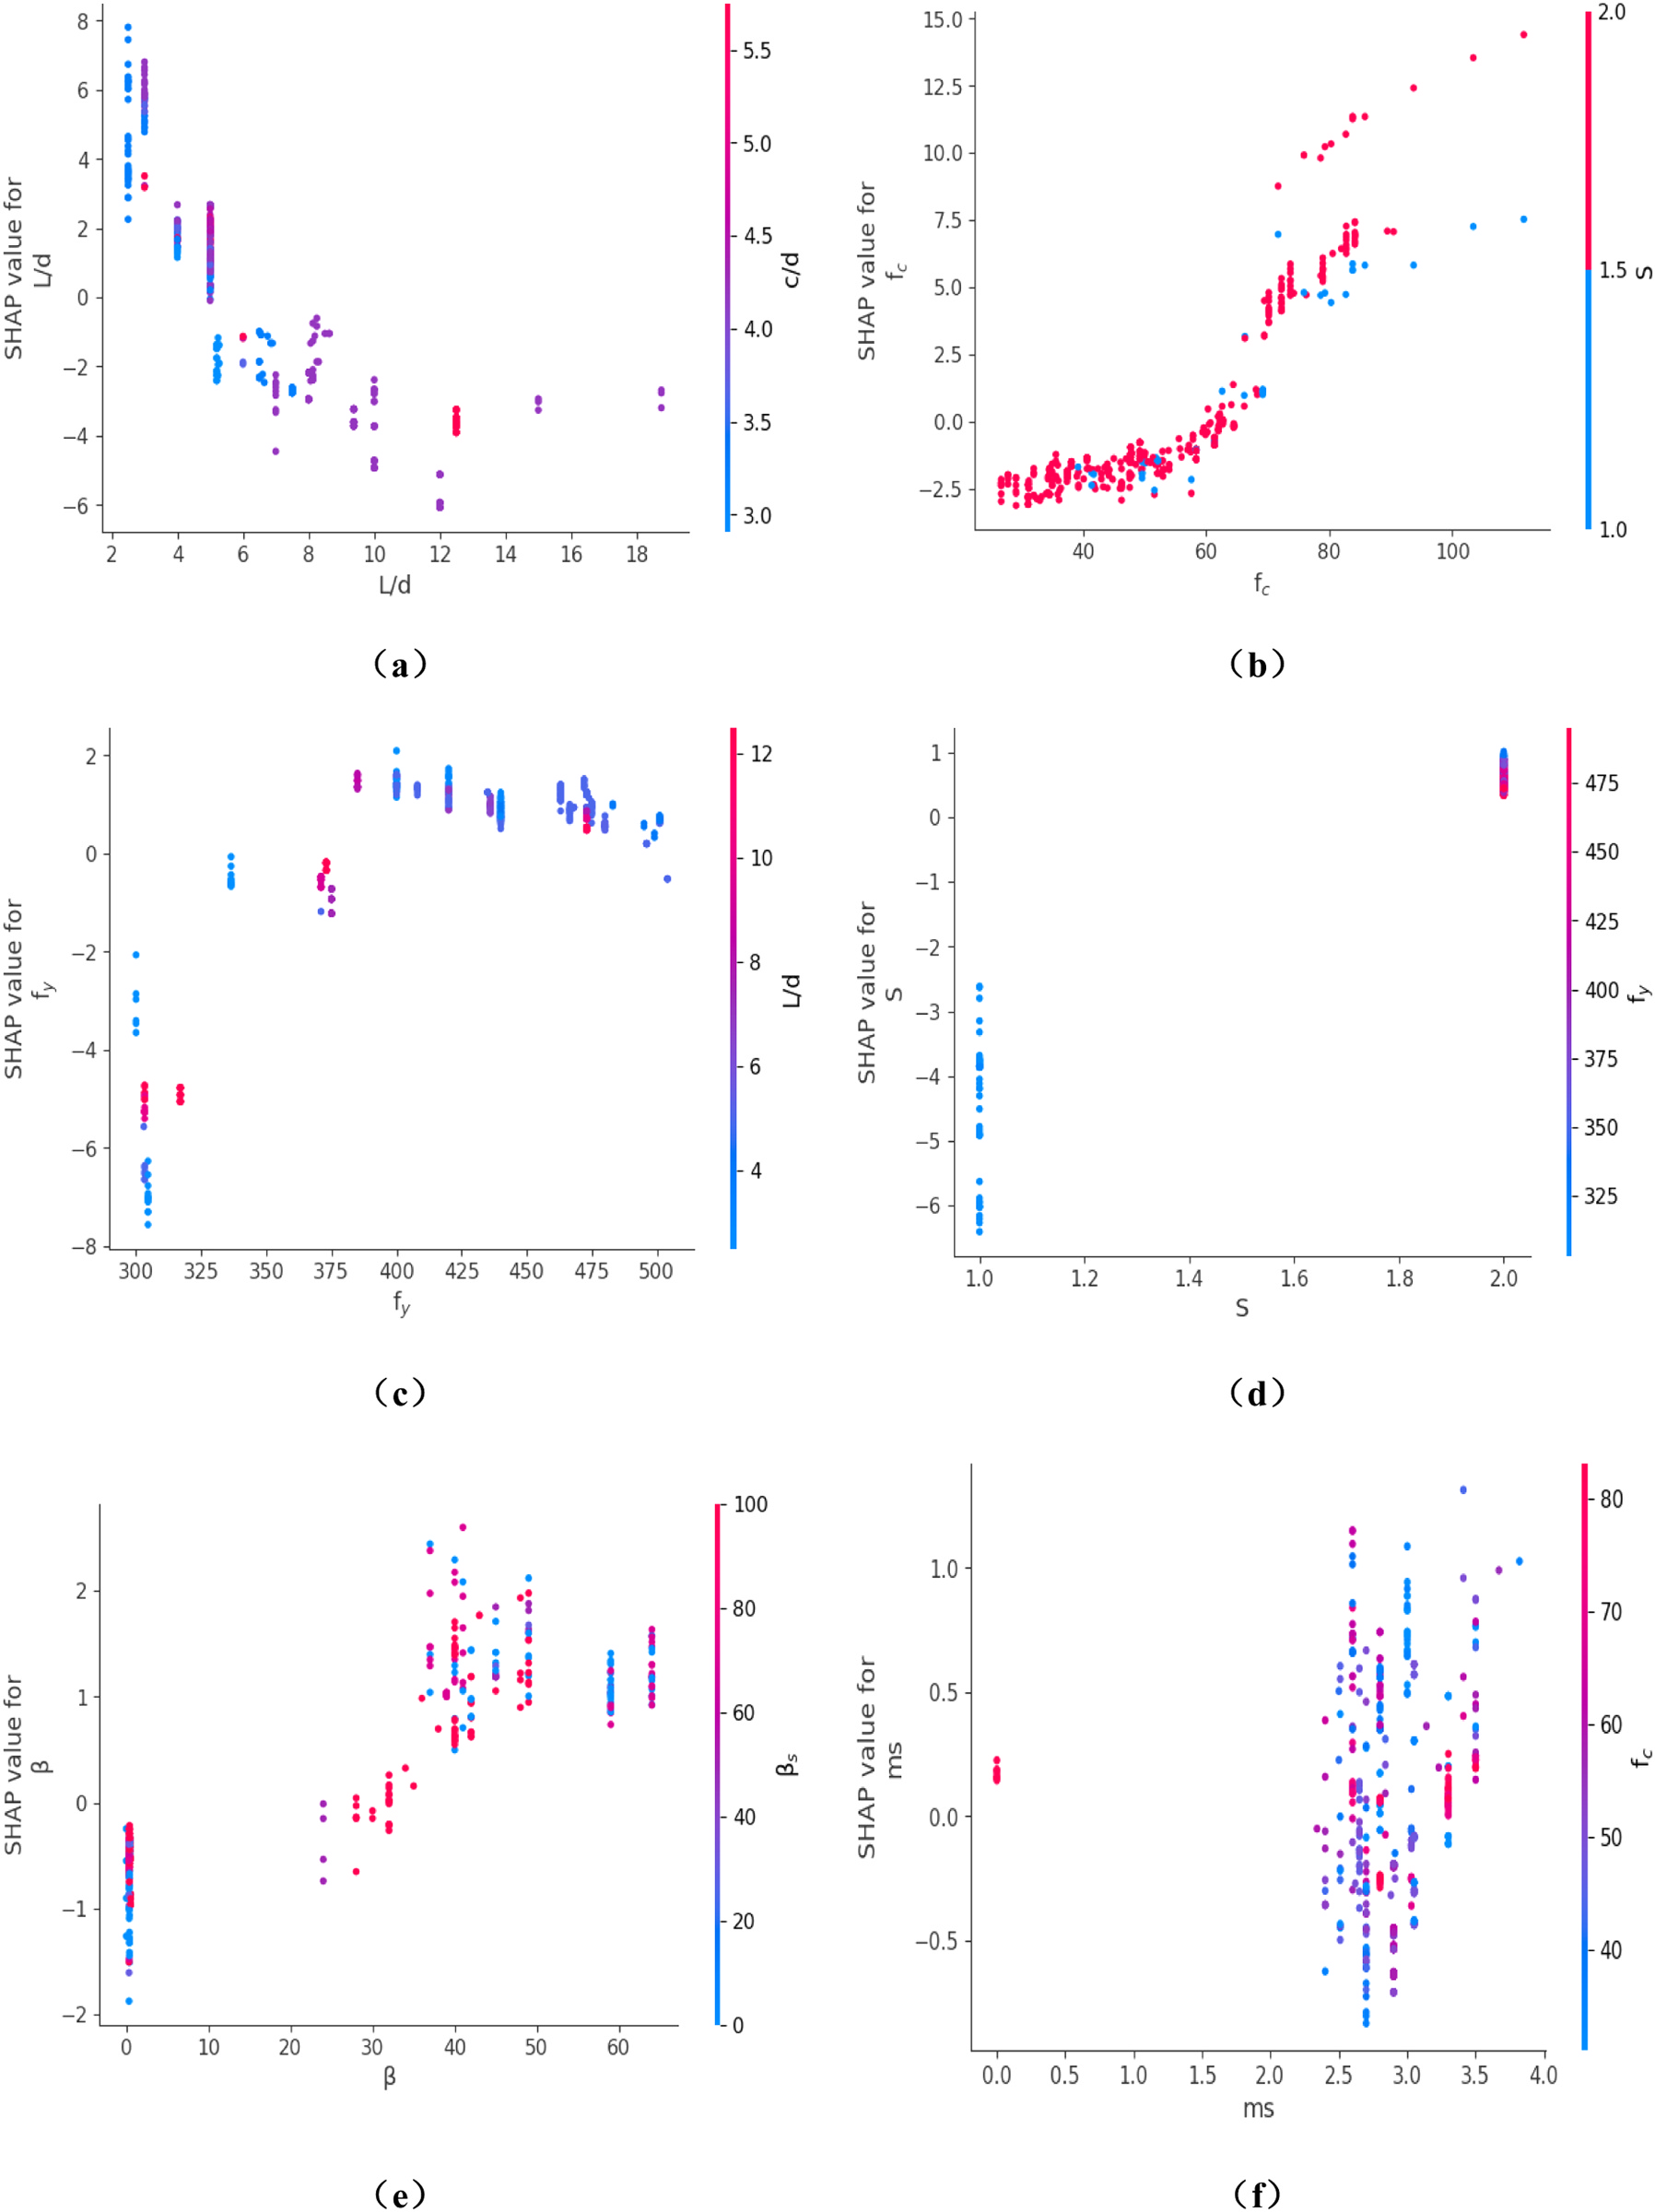 8
6
4
2
0
−2
−4
−6
2 4 6 8 10 12 14 16 18
L/d
SHAP value for
L/d
5.5
5.0
4.5
4.0
3.5
3.0
c/d
(a)
15.0
12.5
10.0
7.5
5.0
2.5
0.0
−2.5
40 60 80 100
f_c
SHAP value for
f_c
2.0
1.5
1.0
S
(b)
2
0
−2
−4
−6
−8
300 325 350 375 400 425 450 475 500
f_y
SHAP value for
f_y
12
10
8
6
4
L/d
(c)
1
0
−1
−2
−3
−4
−5
−6
1.0 1.2 1.4 1.6 1.8 2.0
S
SHAP value for
S
475
450
425
400
375
350
325
f_y
(d)
2
1
0
−1
−2
0 10 20 30 40 50 60
β
SHAP value for
β
100
80
60
40
20
0
β_s
(e)
1.0
0.5
0.0
−0.5
0.0 0.5 1.0 1.5 2.0 2.5 3.0 3.5 4.0
ms
SHAP value for
ms
80
70
60
50
40
f_c
(f)